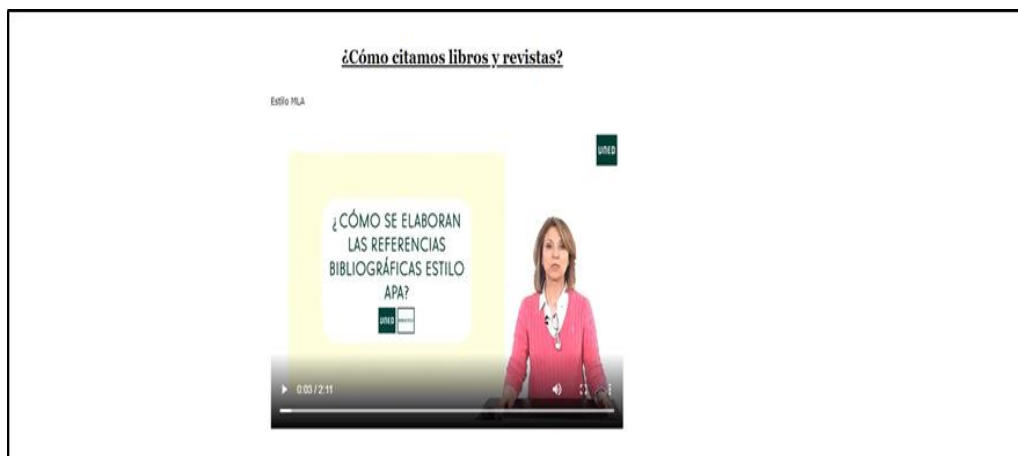 ¿Cómo citamos libros y revistas?
Estilo MLA
UNED
¿CÓMO SE ELABORAN
LAS REFERENCIAS
BIBLIOGRÁFICAS ESTILO
APA?
UNED
0:03 / 2:11